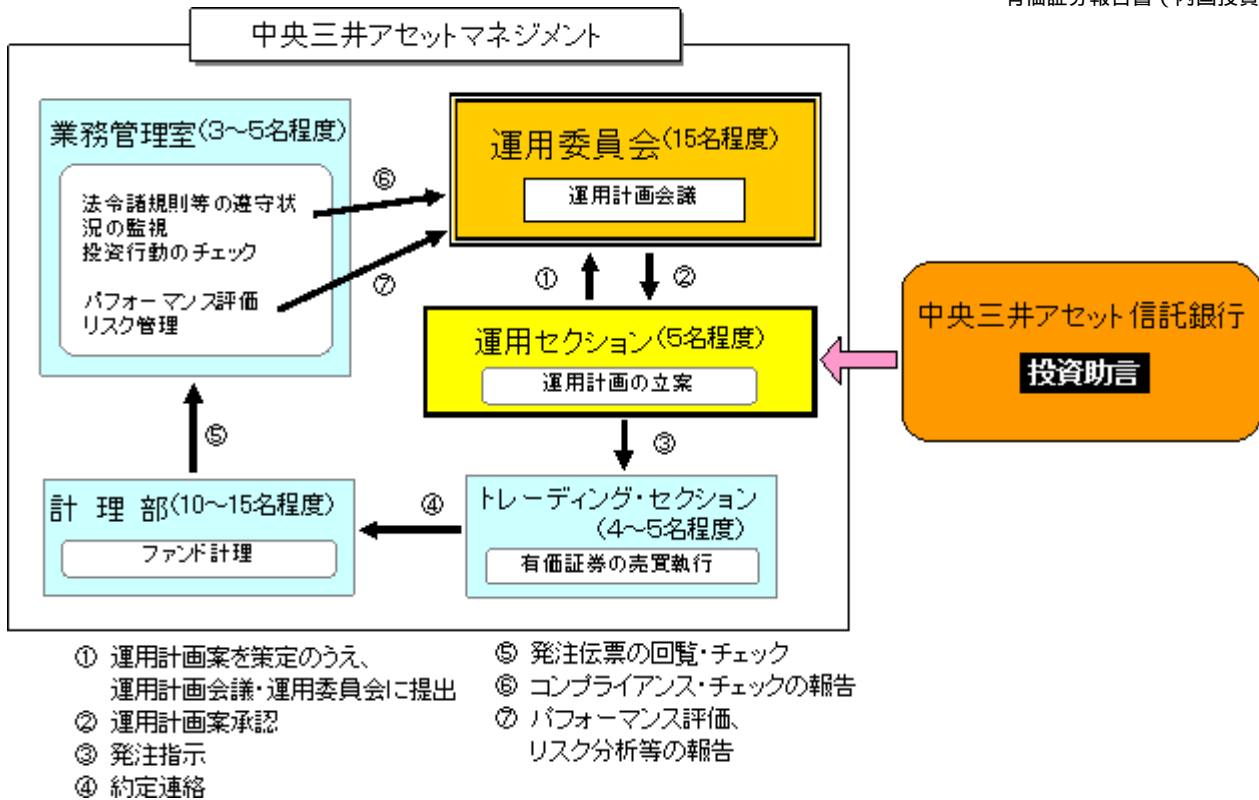 有価証券報告書(内国投資
中央三井アセットマネジメント
業務管理室(3～5名程度)
法令諸規則等の遵守状
況の監視
投資行動のチェック
パフォーマンス評価
リスク管理
⑥
⑦
運用委員会(15名程度)
運用計画会議
①
②
運用セクション(5名程度)
運用計画の立案
中央三井アセット信託銀行
投資助言
③
⑤
計理部(10～15名程度)
ファンド計理
④
トレーディング・セクション
(4～5名程度)
有価証券の売買執行
① 運用計画案を策定のうえ、
運用計画会議・運用委員会に提出
② 運用計画案承認
③ 発注指示
④ 約定連絡
⑤ 発注伝票の回覧・チェック
⑥ コンプライアンス・チェックの報告
⑦ パフォーマンス評価、
リスク分析等の報告